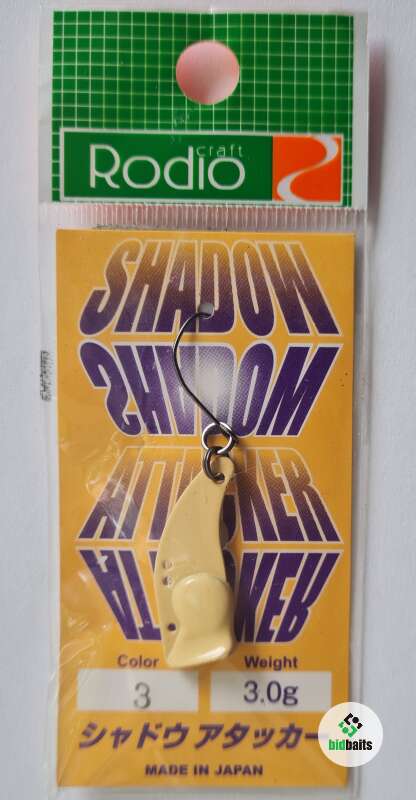 craft
Rodio
SHADOW
SHADOW
ATTACKER
ATTACKER
Color
Weight
3
3.0g
シャドウ アタッカー
MADE IN JAPAN
bidbaits